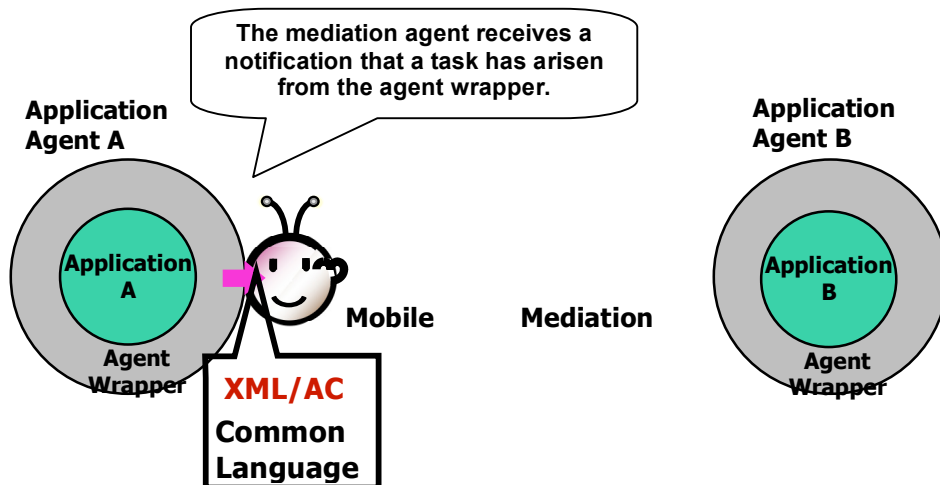 The mediation agent receives a
notification that a task has arisen
from the agent wrapper.
Application
Agent A
Application
Agent B
Application
A
Application
B
Mobile
Mediation
Agent
Wrapper
Agent
Wrapper
XML/AC
Common
Language